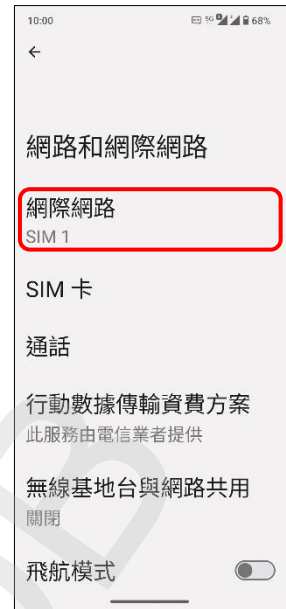 10:00 5G 68%
網路和網際網路
網際網路
SIM 1
SIM 卡
通話
行動數據傳輸資費方案
此服務由電信業者提供
無線基地台與網路共用
關閉
飛航模式